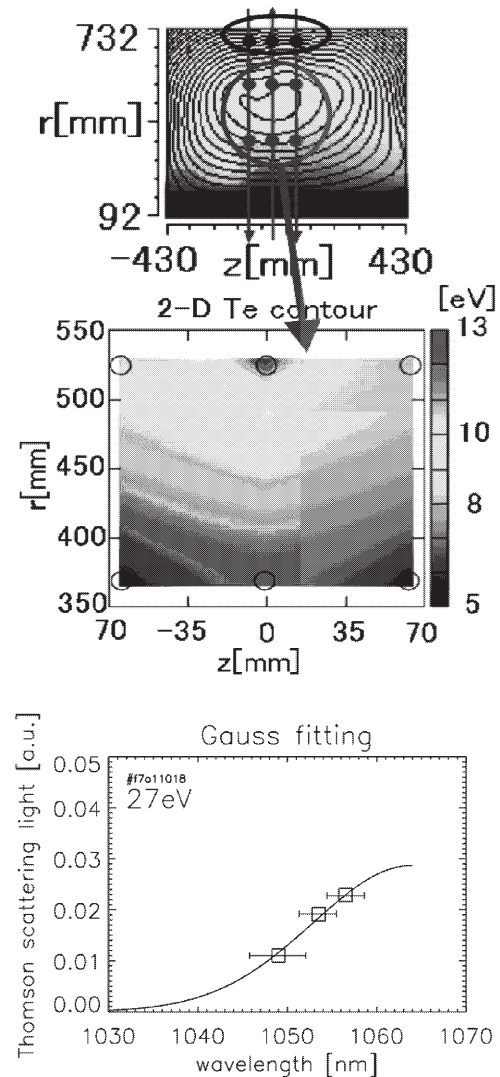 732
r[mm]
92
-430 z[mm] 430
2-D Te contour [eV]
550
500
450
400
350
r[mm]
13
10
8
5
70 -35 0 35 70
z[mm]
Gauss fitting
#f7a11018
27eV
0.05
0.04
0.03
0.02
0.01
0.00
Thomson scattering light [a.u.]
1030 1040 1050 1060 1070
wavelength [nm]